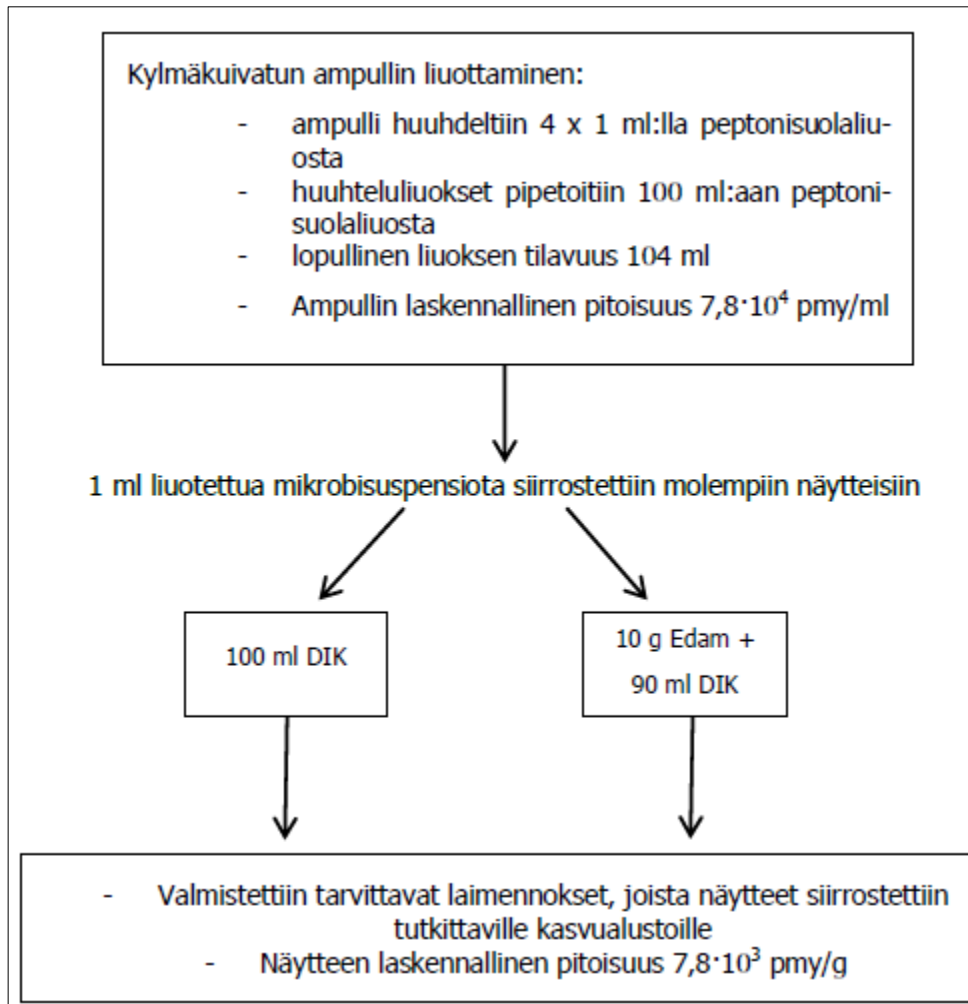 Kylmäkuivatun ampullin liuottaminen:
- ampulli huuhdeltiin 4 x 1 ml:lla peptonisuolaliu-
osta
- huuhteluliuokset pipetoitiin 100 ml:aan peptoni-
suolaliuosta
- lopullinen liuoksen tilavuus 104 ml
- Ampullin laskennallinen pitoisuus 7,8·10⁴ pmy/ml
1 ml liuotettua mikrobisuspensiota siirrostettiin molempiin näytteisiin
100 ml DIK
10 g Edam +
90 ml DIK
- Valmistettiin tarvittavat laimennokset, joista näytteet siirrostettiin
tutkittaville kasvualustoille
- Näytteen laskennallinen pitoisuus 7,8·10³ pmy/g